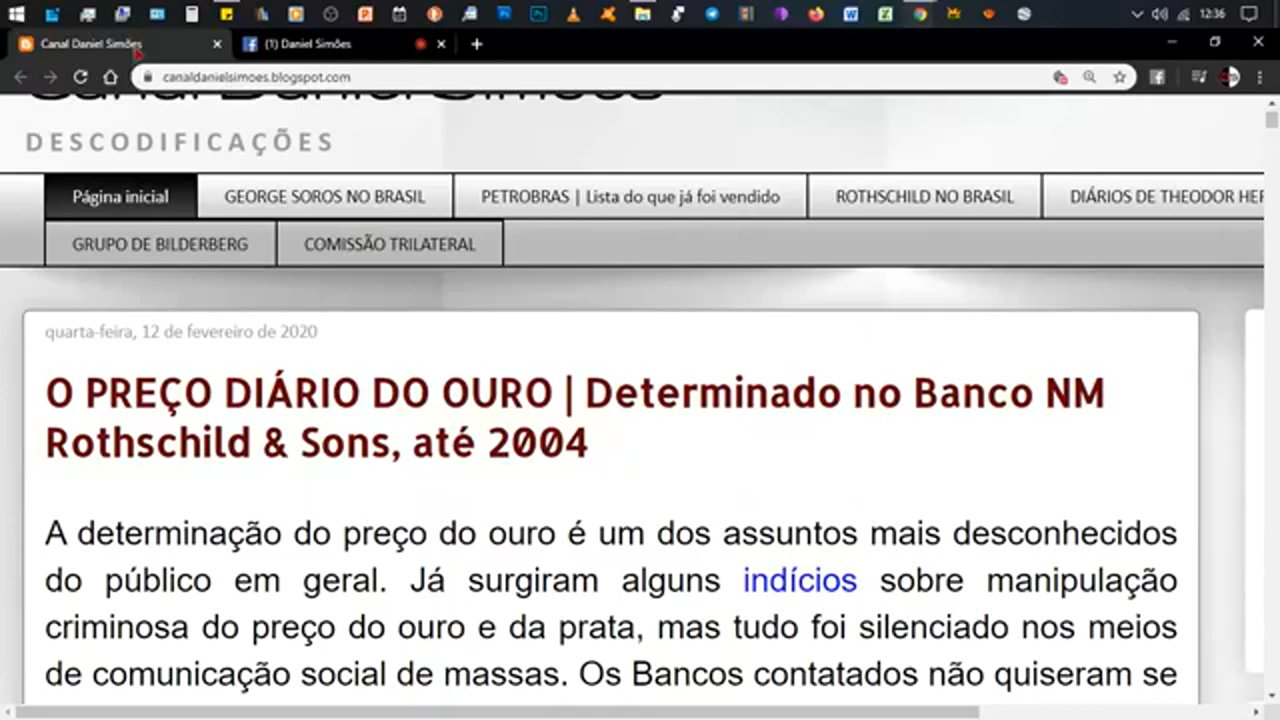 12:36
Canal Daniel Simões
(1) Daniel Simões
canaldanielsimoes.blogspot.com
Canal Daniel Simões
DESCODIFICAÇÕES
Página inicial
GEORGE SOROS NO BRASIL
PETROBRAS | Lista do que já foi vendido
ROTHSCHILD NO BRASIL
DIÁRIOS DE THEODOR HER
GRUPO DE BILDERBERG
COMISSÃO TRILATERAL
quarta-feira, 12 de fevereiro de 2020
O PREÇO DIÁRIO DO OURO | Determinado no Banco NM
Rothschild & Sons, até 2004
A determinação do preço do ouro é um dos assuntos mais desconhecidos
do público em geral. Já surgiram alguns indícios sobre manipulação
criminosa do preço do ouro e da prata, mas tudo foi silenciado nos meios
de comunicação social de massas. Os Bancos contatados não quiseram se